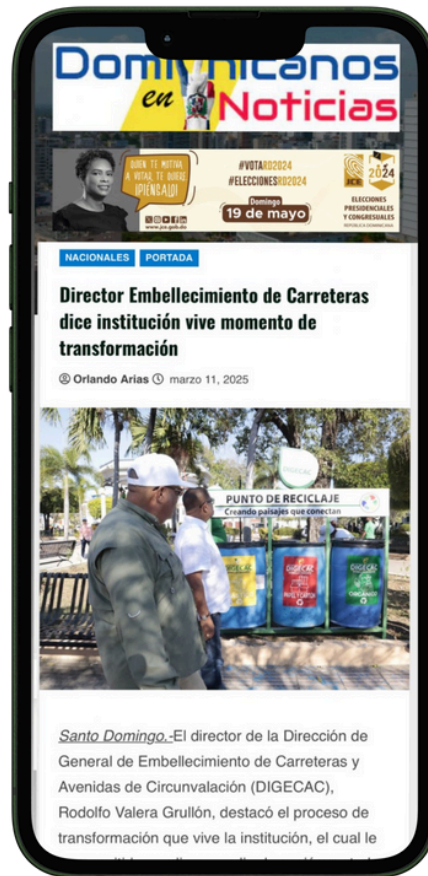 Dominicanos
en Noticias
QUIEN TE MOTIVA
A VOTAR, TE QUIERE
¡PIÉNSALO!
www.jce.gob.do
#VOTARD2024
#ELECCIONESRD2024
Domingo
19 de mayo
JCE
2024
ELECCIONES
PRESIDENCIALES
Y CONGRESUALES
REPÚBLICA DOMINICANA
NACIONALES PORTADA
Director Embellecimiento de Carreteras
dice institución vive momento de
transformación
Orlando Arias marzo 11, 2025
DIGECAC
PUNTO DE RECICLAJE
Creando paisajes que conectan
DIGECAC DIGECAC DIGECAC
PAPEL Y CARTÓN ORGÁNICO
Santo Domingo.-El director de la Dirección de
General de Embellecimiento de Carreteras y
Avenidas de Circunvalación (DIGECAC),
Rodolfo Valera Grullón, destacó el proceso de
transformación que vive la institución, el cual le